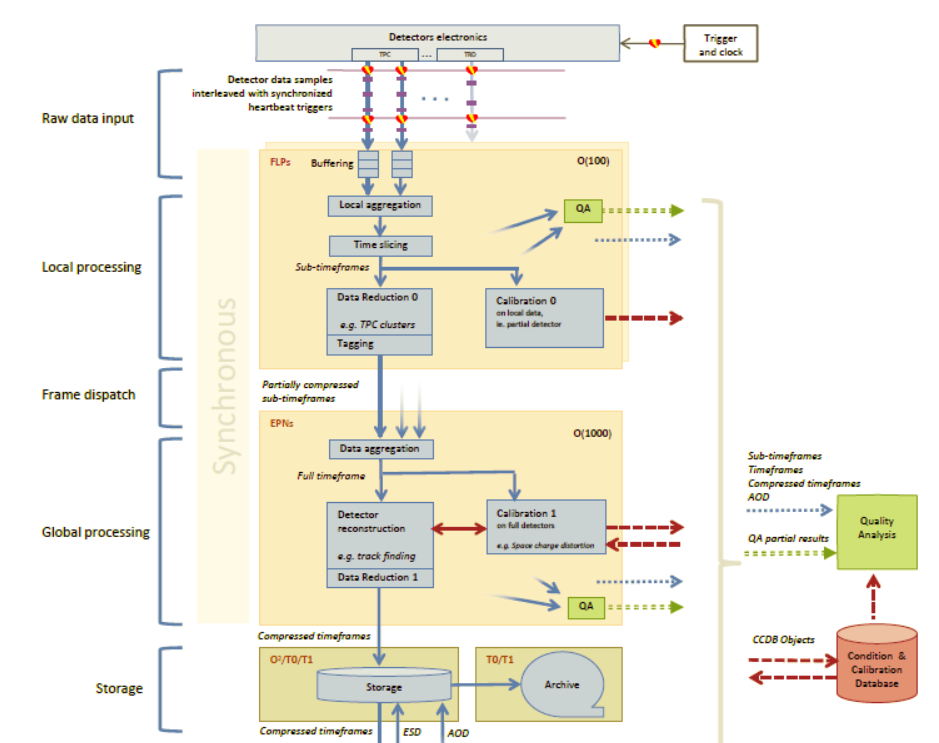 Detectors electronics
TPC
...
TRD
Trigger
and clock
Detector data samples
interleaved with synchronized
heartbeat triggers
Raw data input
FLPs
Buffering
O(100)
Local aggregation
QA
Time slicing
Sub-timeframes
Local processing
Data Reduction 0
e.g. TPC clusters
Tagging
Calibration 0
on local data,
ie. partial detector
Synchronous
Frame dispatch
Partially compressed
sub-timeframes
EPNs
O(1000)
Data aggregation
Full timeframe
Global processing
Detector
reconstruction
e.g. track finding
Data Reduction 1
Calibration 1
on full detectors
e.g. Space charge distortion
QA
Sub-timeframes
Timeframes
Compressed timeframes
AOD
QA partial results
Quality
Analysis
CCDB Objects
Condition &
Calibration
Database
Compressed timeframes
Storage
O²/T0/T1
Storage
T0/T1
Archive
Compressed timeframes
ESD
AOD